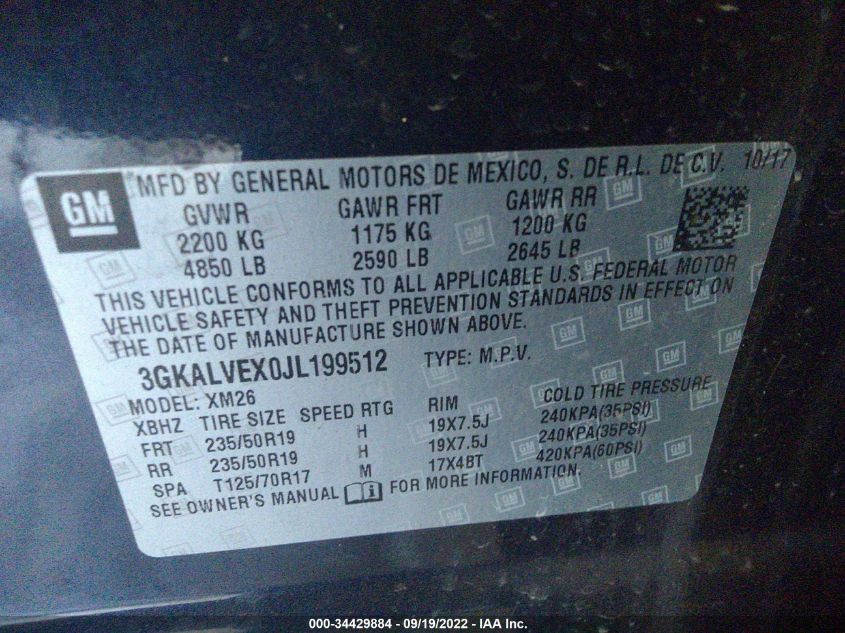 GM MFD BY GENERAL MOTORS DE MEXICO, S. DE R.L. DE C.V. 10/17
GVWR GAWR FRT GAWR RR
2200 KG 1175 KG 1200 KG
4850 LB 2590 LB 2645 LB
THIS VEHICLE CONFORMS TO ALL APPLICABLE U.S. FEDERAL MOTOR
VEHICLE SAFETY AND THEFT PREVENTION STANDARDS IN EFFECT ON
THE DATE OF MANUFACTURE SHOWN ABOVE.
3GKALVEX0JL199512 TYPE: M.P.V.
MODEL: XM26
XBHZ TIRE SIZE SPEED RTG RIM COLD TIRE PRESSURE
FRT 235/50R19 H 19X7.5J 240KPA(35PSI)
RR 235/50R19 H 19X7.5J 240KPA(35PSI)
SPA T125/70R17 M 17X4BT 420KPA(60PSI)
SEE OWNER'S MANUAL FOR MORE INFORMATION.
000-34429884 - 09/19/2022 - IAA Inc.